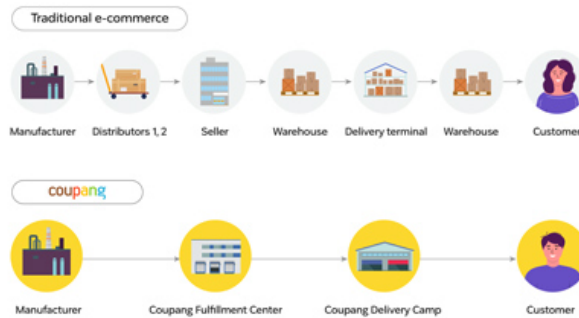 Traditional e-commerce
Manufacturer Distributors 1, 2 Seller Warehouse Delivery terminal Warehouse Customer
coupang
Manufacturer Coupang Fulfillment Center Coupang Delivery Camp Customer